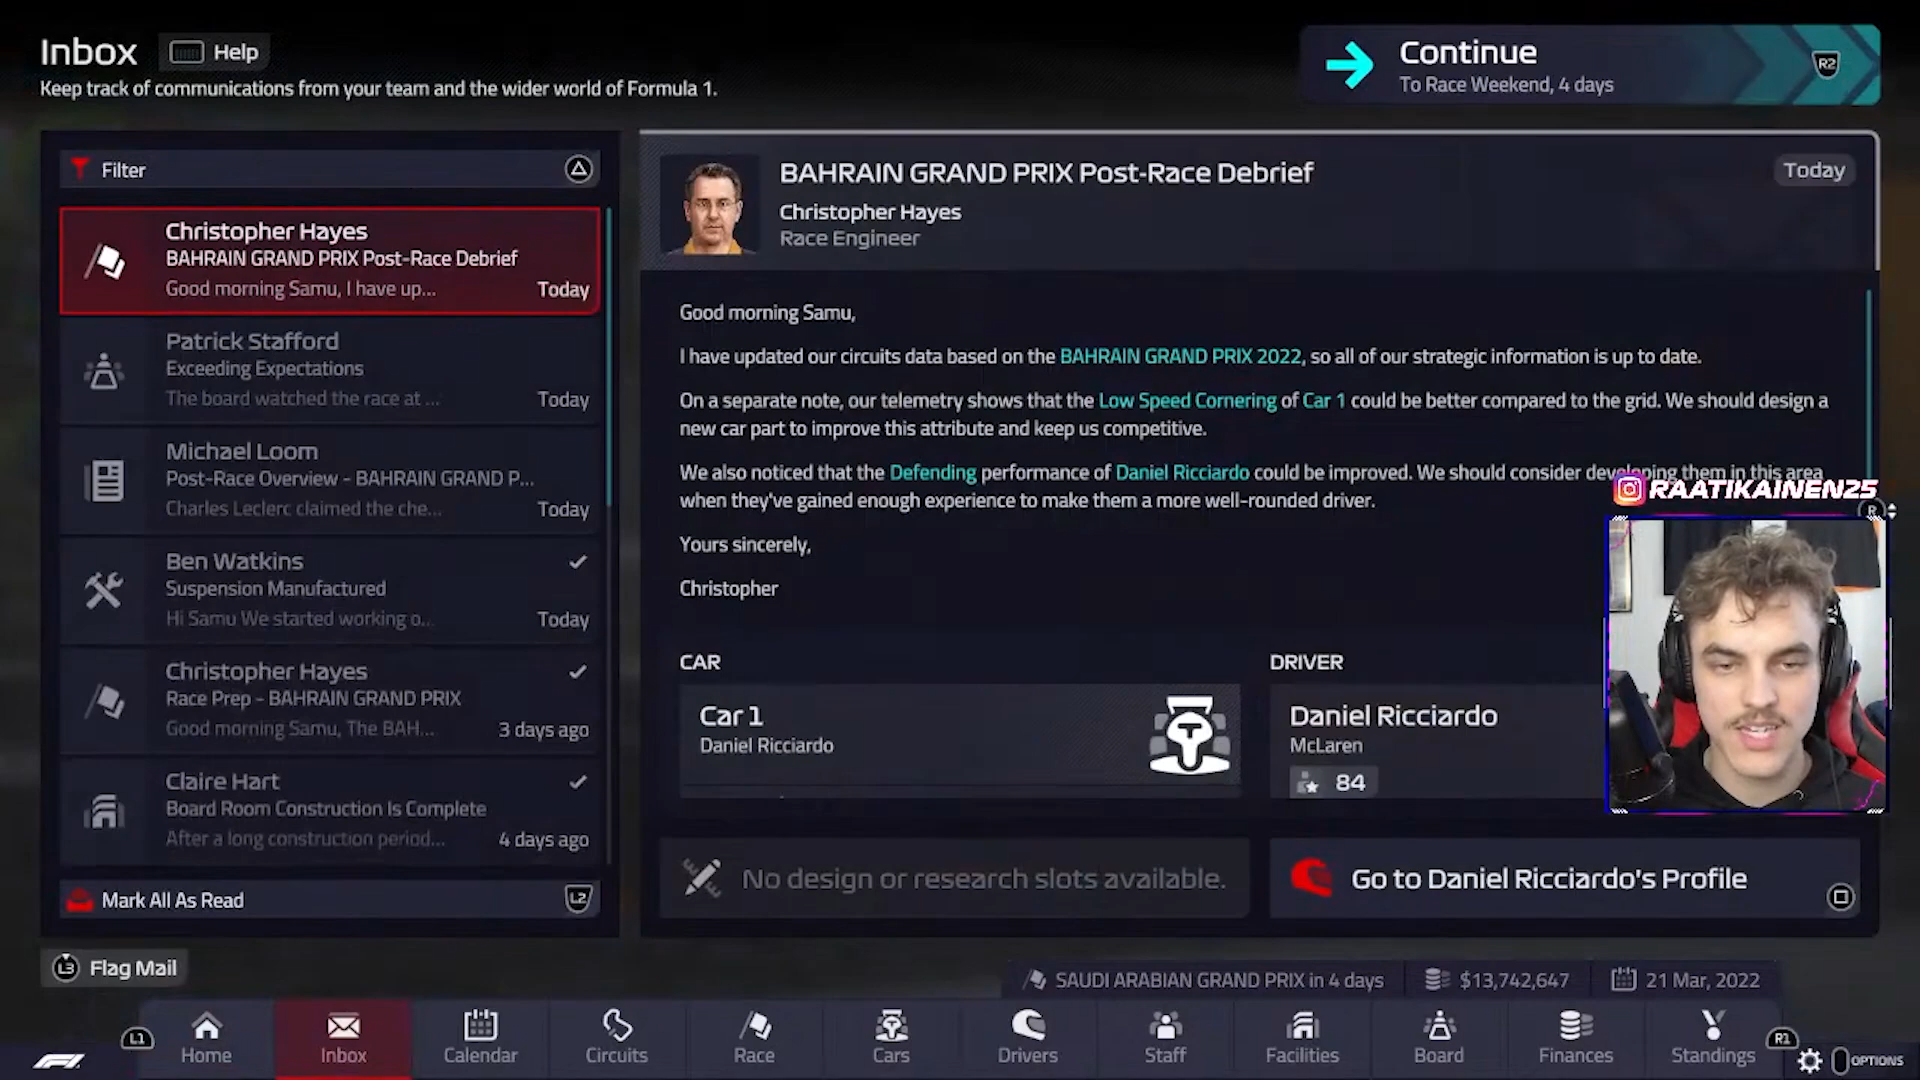 Inbox
Help
Keep track of communications from your team and the wider world of Formula 1.
Continue
To Race Weekend, 4 days
R2
Filter
Christopher Hayes
BAHRAIN GRAND PRIX Post-Race Debrief
Good morning Samu, I have up...
Today
Patrick Stafford
Exceeding Expectations
The board watched the race at ...
Today
Michael Loom
Post-Race Overview - BAHRAIN GRAND P...
Charles Leclerc claimed the che...
Today
Ben Watkins
Suspension Manufactured
Hi Samu We started working o...
Today
Christopher Hayes
Race Prep - BAHRAIN GRAND PRIX
Good morning Samu, The BAH...
3 days ago
Claire Hart
Board Room Construction Is Complete
After a long construction period...
4 days ago
Mark All As Read
L2
L3
Flag Mail
BAHRAIN GRAND PRIX Post-Race Debrief
Today
Christopher Hayes
Race Engineer
Good morning Samu,
I have updated our circuits data based on the BAHRAIN GRAND PRIX 2022, so all of our strategic information is up to date.
On a separate note, our telemetry shows that the Low Speed Cornering of Car 1 could be better compared to the grid. We should design a
new car part to improve this attribute and keep us competitive.
We also noticed that the Defending performance of Daniel Ricciardo could be improved. We should consider developing them in this area
when they've gained enough experience to make them a more well-rounded driver.
Yours sincerely,
Christopher
RAATIKAINEN25
R
CAR
Car 1
Daniel Ricciardo
DRIVER
Daniel Ricciardo
McLaren
84
No design or research slots available.
Go to Daniel Ricciardo's Profile
SAUDI ARABIAN GRAND PRIX in 4 days
$13,742,647
21 Mar, 2022
L1
Home
Inbox
Calendar
Circuits
Race
Cars
Drivers
Staff
Facilities
Board
Finances
Standings
R1
OPTIONS